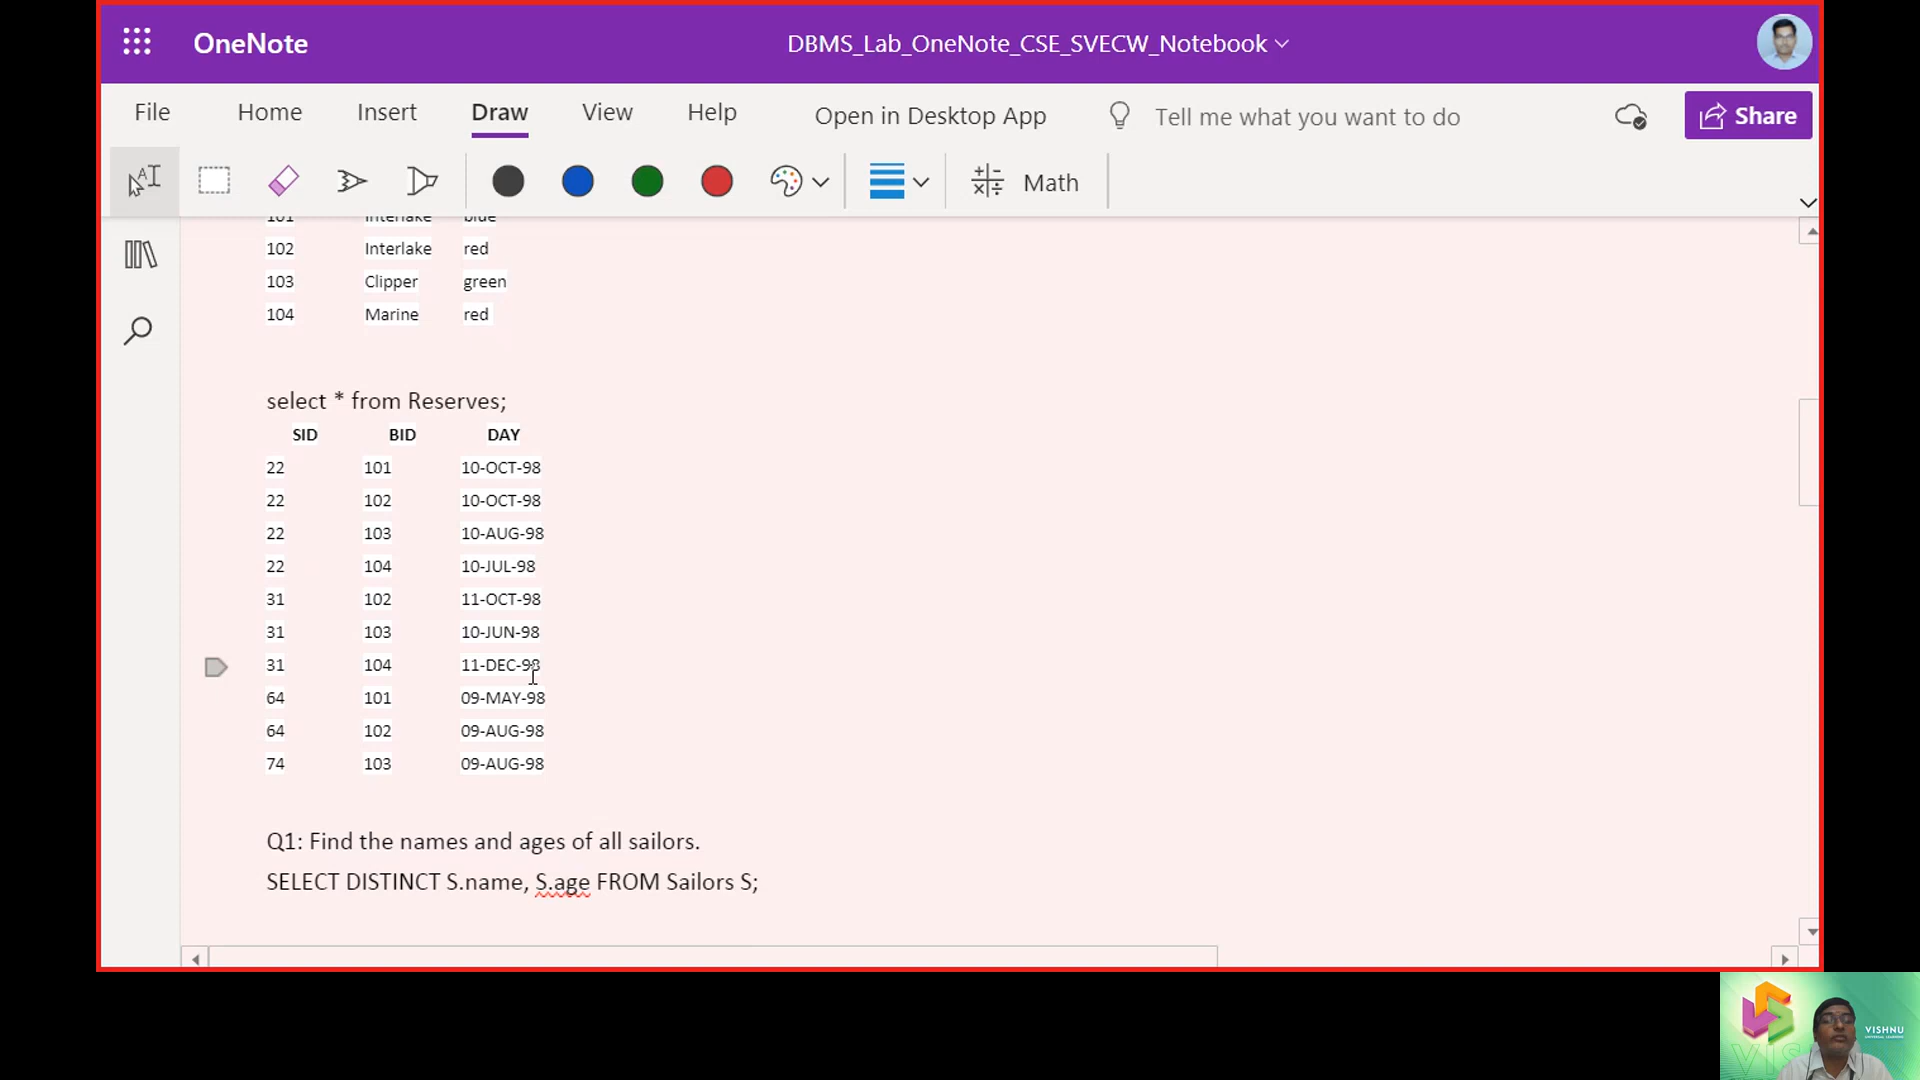 OneNote
DBMS_Lab_OneNote_CSE_SVECW_Notebook
File Home Insert Draw View Help Open in Desktop App Tell me what you want to do Share
Math
101 Interlake blue
102 Interlake red
103 Clipper green
104 Marine red
select * from Reserves;
SID BID DAY
22 101 10-OCT-98
22 102 10-OCT-98
22 103 10-AUG-98
22 104 10-JUL-98
31 102 11-OCT-98
31 103 10-JUN-98
31 104 11-DEC-98
64 101 09-MAY-98
64 102 09-AUG-98
74 103 09-AUG-98
Q1: Find the names and ages of all sailors.
SELECT DISTINCT S.name, S.age FROM Sailors S;
VISHNU
UNIVERSAL LEARNING